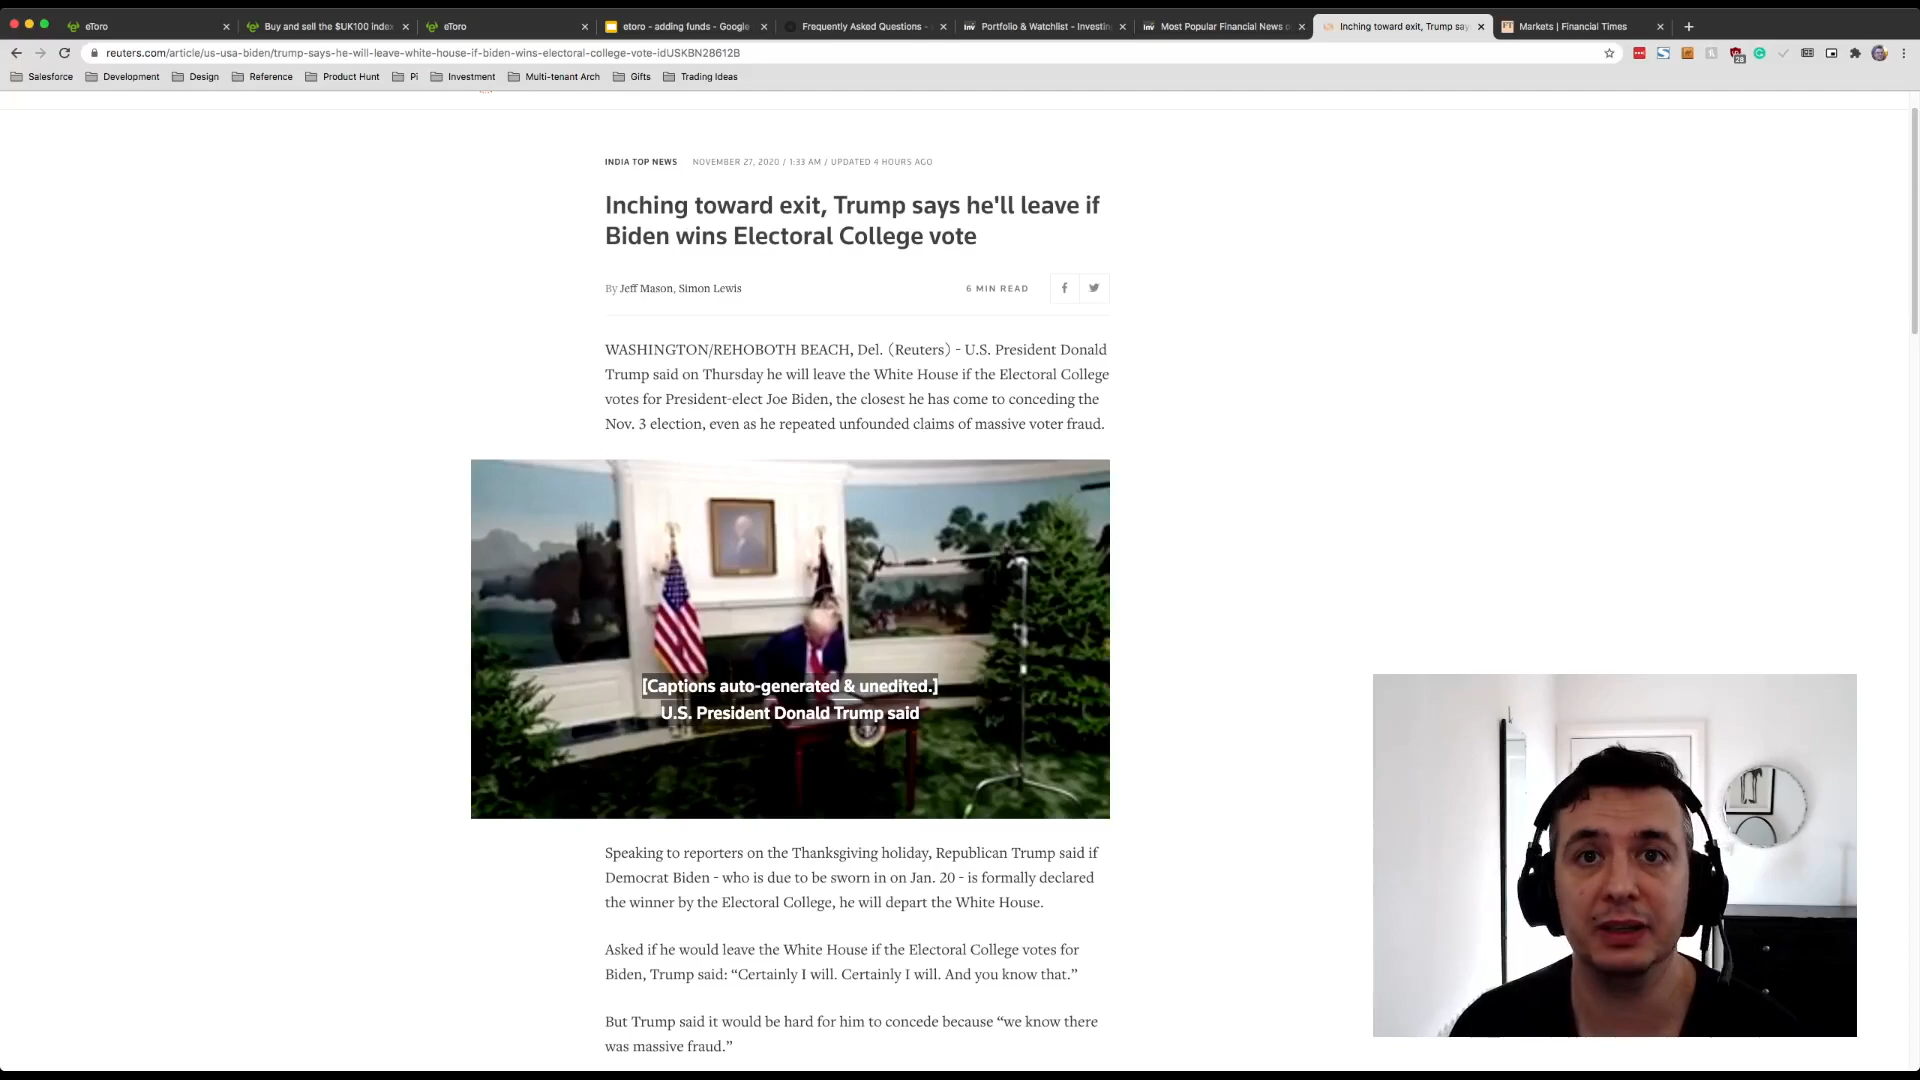 eToro
Buy and sell the $UK100 index
eToro
etoro - adding funds - Google
Frequently Asked Questions -
Portfolio & Watchlist - Investin
Most Popular Financial News o
Inching toward exit, Trump say
Markets | Financial Times
reuters.com/article/us-usa-biden/trump-says-he-will-leave-white-house-if-biden-wins-electoral-college-vote-idUSKBN28612B
28
Salesforce
Development
Design
Reference
Product Hunt
Pi
Investment
Multi-tenant Arch
Gifts
Trading Ideas
INDIA TOP NEWS NOVEMBER 27, 2020 / 1:33 AM / UPDATED 4 HOURS AGO
Inching toward exit, Trump says he'll leave if
Biden wins Electoral College vote
By Jeff Mason, Simon Lewis
6 MIN READ
WASHINGTON/REHOBOTH BEACH, Del. (Reuters) - U.S. President Donald
Trump said on Thursday he will leave the White House if the Electoral College
votes for President-elect Joe Biden, the closest he has come to conceding the
Nov. 3 election, even as he repeated unfounded claims of massive voter fraud.
[Captions auto-generated & unedited.]
U.S. President Donald Trump said
Speaking to reporters on the Thanksgiving holiday, Republican Trump said if
Democrat Biden - who is due to be sworn in on Jan. 20 - is formally declared
the winner by the Electoral College, he will depart the White House.
Asked if he would leave the White House if the Electoral College votes for
Biden, Trump said: “Certainly I will. Certainly I will. And you know that.”
But Trump said it would be hard for him to concede because “we know there
was massive fraud.”